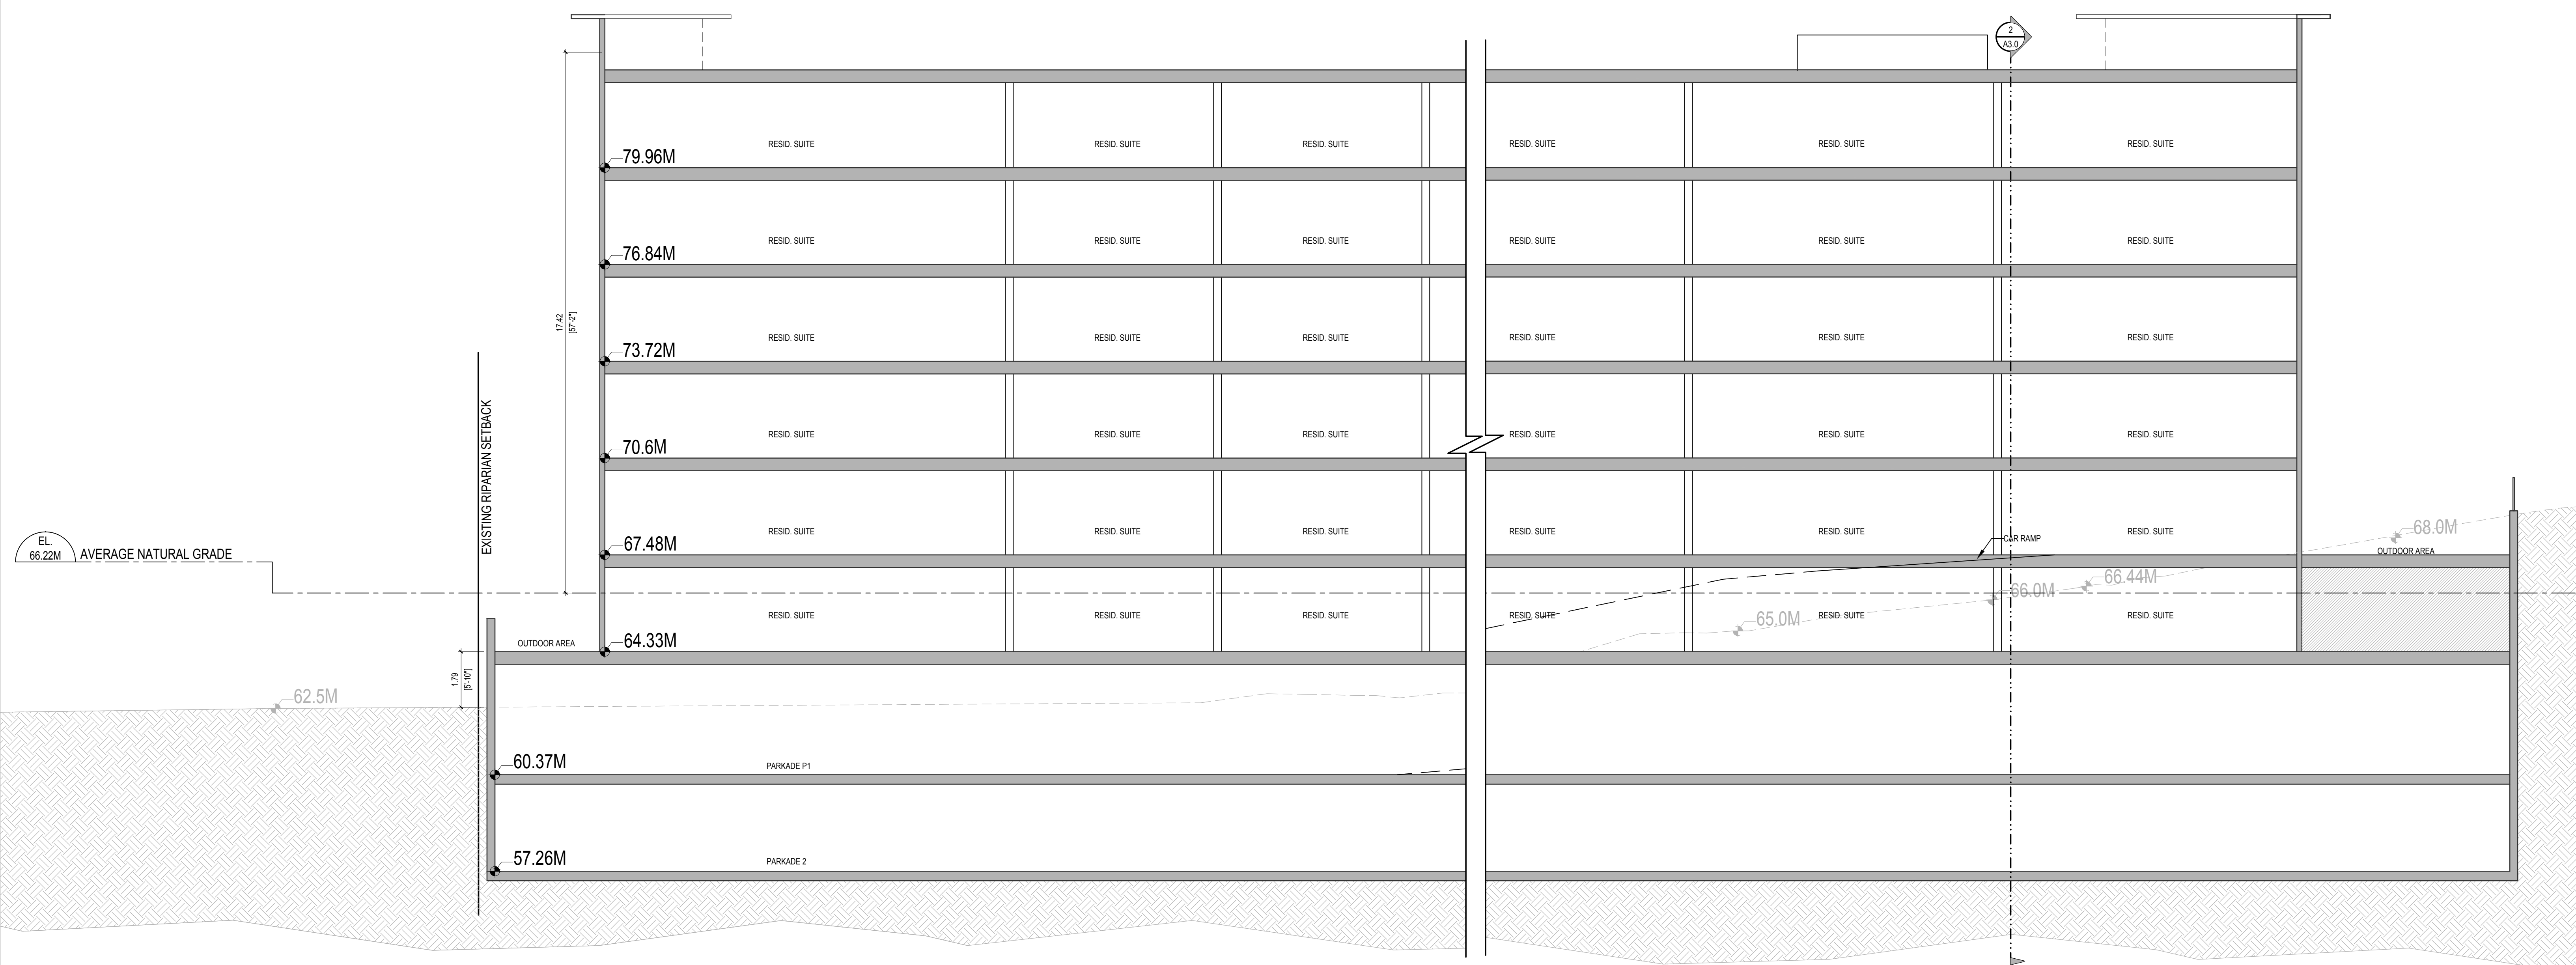 2
A3.0
RESID. SUITE RESID. SUITE RESID. SUITE RESID. SUITE RESID. SUITE RESID. SUITE
79.96M
RESID. SUITE RESID. SUITE RESID. SUITE RESID. SUITE RESID. SUITE RESID. SUITE
76.84M
17.42
[57'-2"]
RESID. SUITE RESID. SUITE RESID. SUITE RESID. SUITE RESID. SUITE RESID. SUITE
73.72M
EXISTING RIPARIAN SETBACK
RESID. SUITE RESID. SUITE RESID. SUITE RESID. SUITE RESID. SUITE RESID. SUITE
70.6M
RESID. SUITE RESID. SUITE RESID. SUITE RESID. SUITE RESID. SUITE RESID. SUITE
68.0M
67.48M
CAR RAMP
OUTDOOR AREA
EL.
66.22M AVERAGE NATURAL GRADE
66.44M
66.0M
65.0M
RESID. SUITE RESID. SUITE RESID. SUITE RESID. SUITE RESID. SUITE RESID. SUITE
OUTDOOR AREA
64.33M
1.79
[5'-10"]
62.5M
60.37M
PARKADE P1
57.26M
PARKADE 2